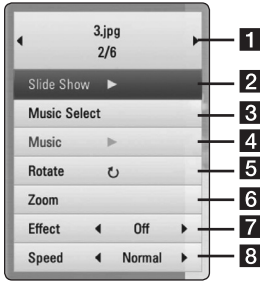 3.jpg 1
2/6
Slide Show 2
Music Select 3
Music 4
Rotate 5
Zoom 6
Effect Off 7
Speed Normal 8